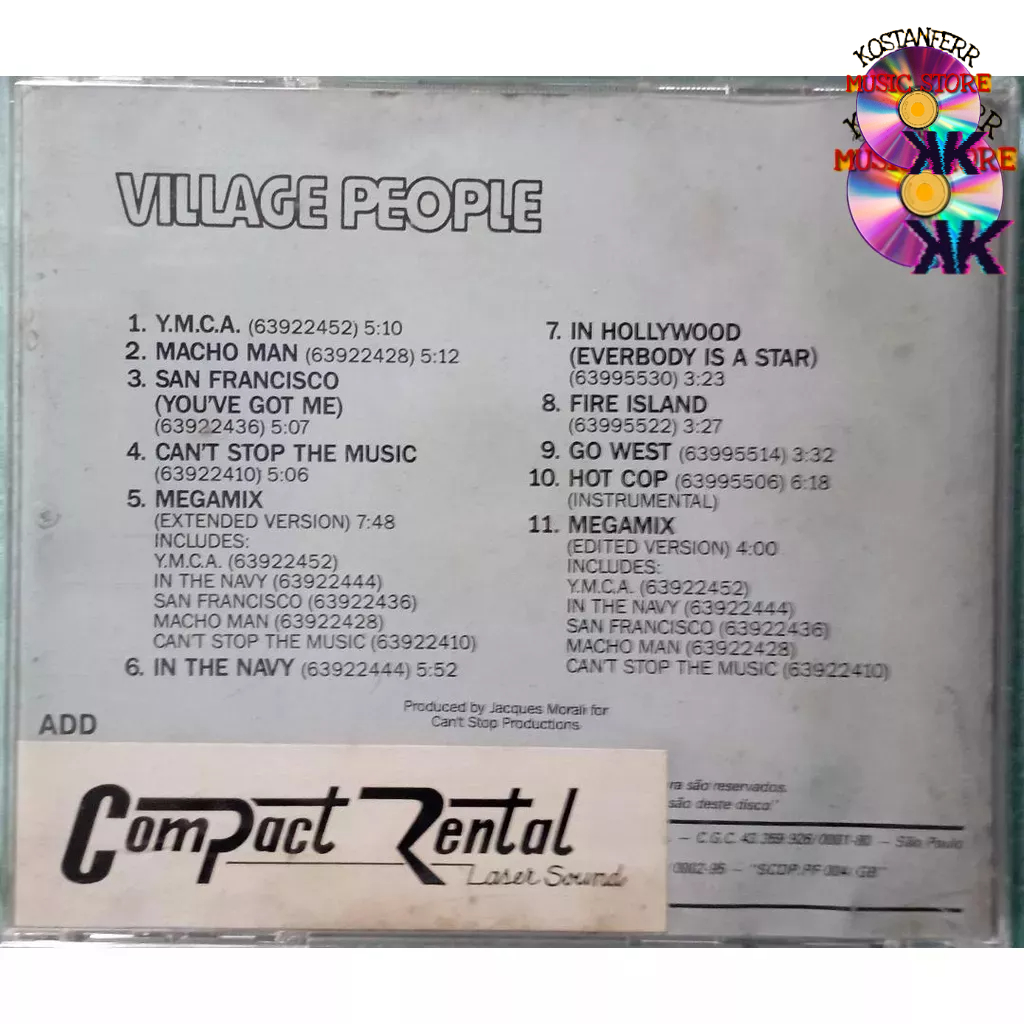 KOSTANFERR
MUSIC STORE
KK
VILLAGE PEOPLE
1. Y.M.C.A. (63922452) 5:10
2. MACHO MAN (63922428) 5:12
3. SAN FRANCISCO
(YOU'VE GOT ME)
(63922436) 5:07
4. CAN'T STOP THE MUSIC
(63922410) 5:06
5. MEGAMIX
(EXTENDED VERSION) 7:48
INCLUDES:
Y.M.C.A. (63922452)
IN THE NAVY (63922444)
SAN FRANCISCO (63922436)
MACHO MAN (63922428)
CAN'T STOP THE MUSIC (63922410)
6. IN THE NAVY (63922444) 5:52
7. IN HOLLYWOOD
(EVERBODY IS A STAR)
(63995530) 3:23
8. FIRE ISLAND
(63995522) 3:27
9. GO WEST (63995514) 3:32
10. HOT COP (63995506) 6:18
(INSTRUMENTAL)
11. MEGAMIX
(EDITED VERSION) 4:00
INCLUDES:
Y.M.C.A. (63922452)
IN THE NAVY (63922444)
SAN FRANCISCO (63922436)
MACHO MAN (63922428)
CAN'T STOP THE MUSIC (63922410)
Produced by Jacques Morali for
Can't Stop Productions
ADD
ComPact Rental
Laser Sound
são reservados.
deste disco"
— C.G.C. 43.369.926/0001-80 — São Paulo
0002-95 —